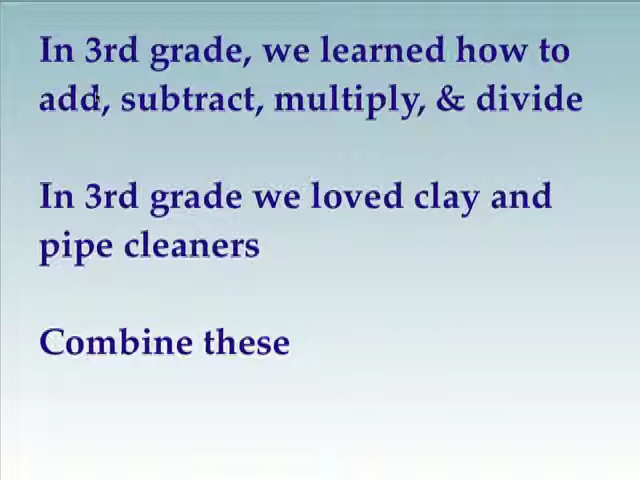 In 3rd grade, we learned how to
add, subtract, multiply, & divide
In 3rd grade we loved clay and
pipe cleaners
Combine these